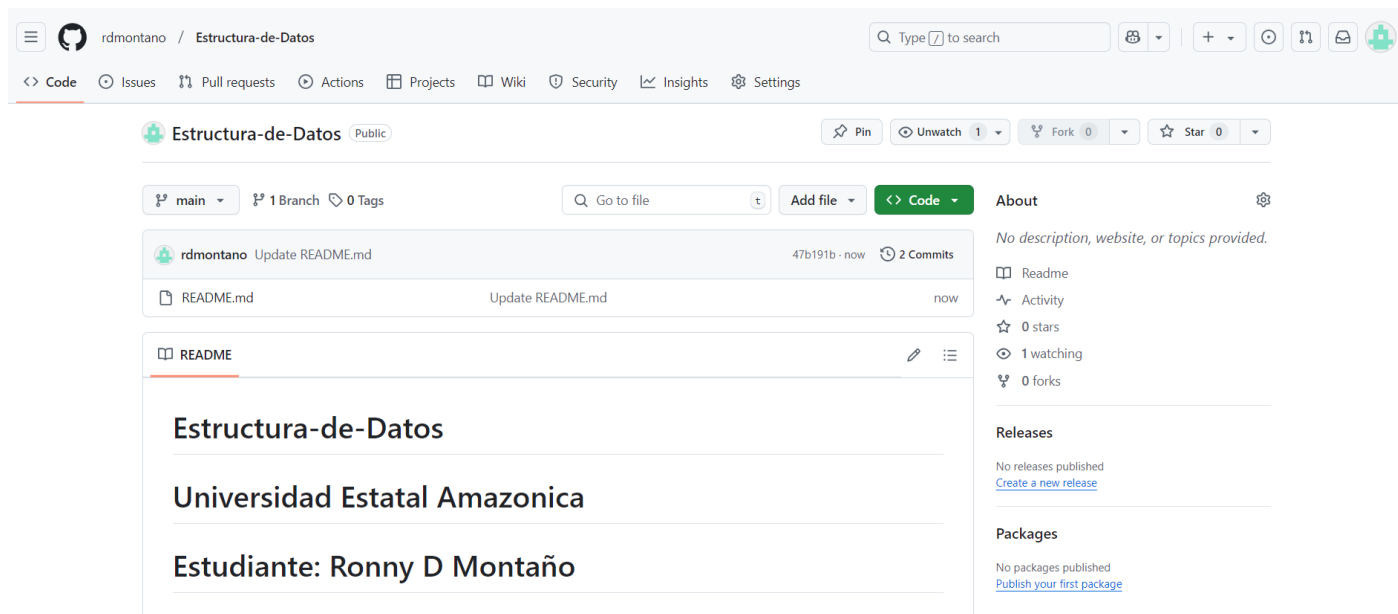 rdmontano / Estructura-de-Datos
Type / to search
Code Issues Pull requests Actions Projects Wiki Security Insights Settings
Estructura-de-Datos Public
Pin Unwatch 1 Fork 0 Star 0
main 1 Branch 0 Tags
Go to file t Add file Code
rdmontano Update README.md 47b191b · now 2 Commits
README.md Update README.md now
README
Estructura-de-Datos
Universidad Estatal Amazonica
Estudiante: Ronny D Montaño
About
No description, website, or topics provided.
Readme
Activity
0 stars
1 watching
0 forks
Releases
No releases published
Create a new release
Packages
No packages published
Publish your first package